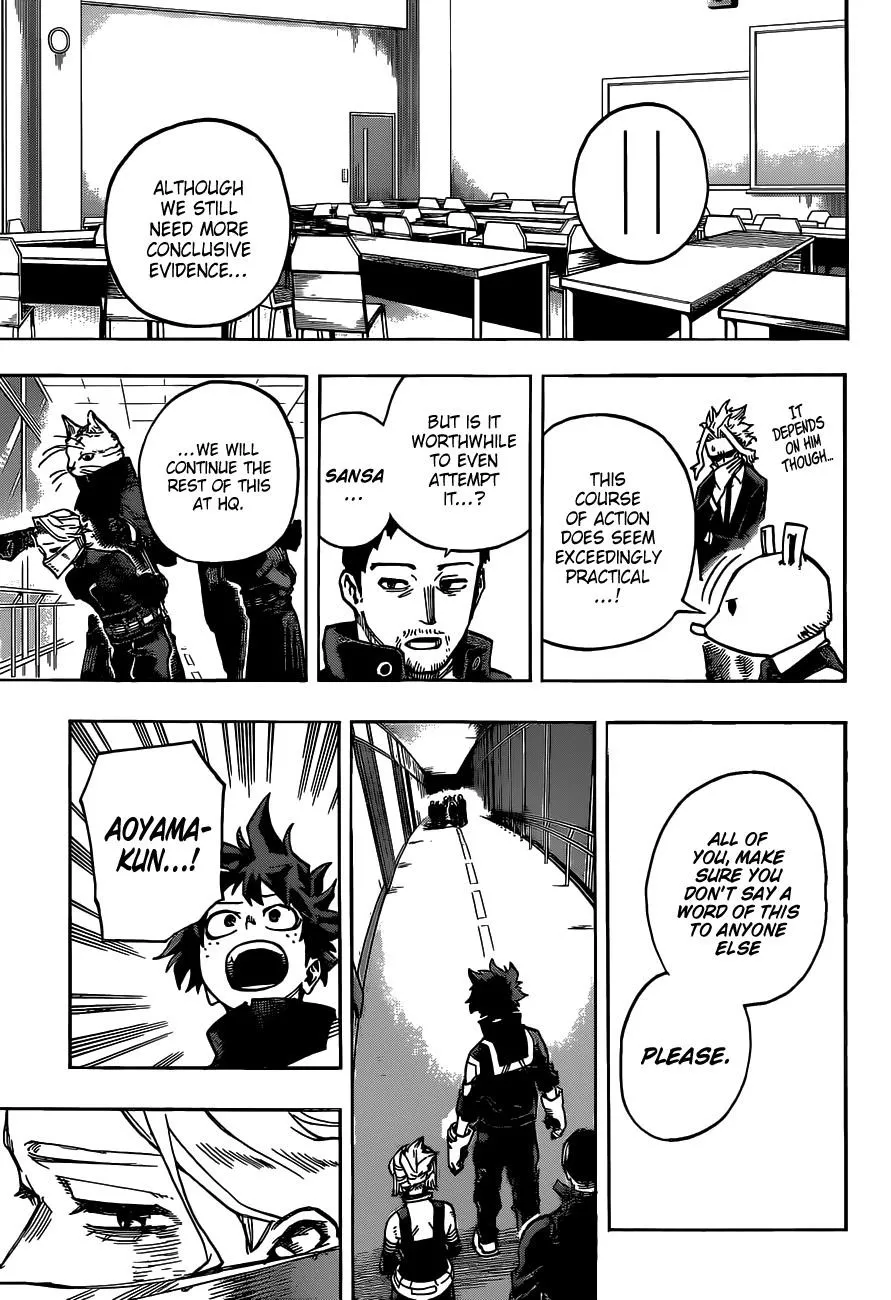 ALTHOUGH
WE STILL
NEED MORE
CONCLUSIVE
EVIDENCE...
IT
DEPENDS
ON HIM
THOUGH...
THIS
COURSE
OF ACTION
DOES SEEM
EXCEEDINGLY
PRACTICAL
...!
BUT IS IT
WORTHWHILE
TO EVEN
ATTEMPT
IT...?
SANSA
...
...WE WILL
CONTINUE THE
REST OF THIS
AT HQ.
ALL OF
YOU, MAKE
SURE YOU
DON'T SAY A
WORD OF THIS
TO ANYONE
ELSE
PLEASE.
AOYAMA-
KUN...!